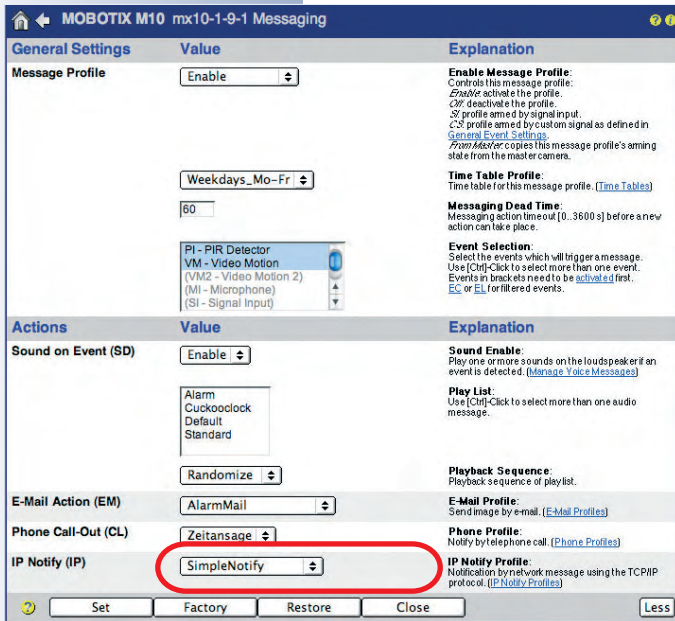 MOBOTIX M10 mx10-1-9-1 Messaging
General Settings Value Explanation
Message Profile
Enable
Enable Message Profile:
Controls this message profile:
Enable: activate the profile.
Off: deactivate the profile.
SI: profile armed by signal input.
CS: profile armed by custom signal as defined in
General Event Settings.
From Master: copies this message profile's arming
state from the master camera.
Weekdays_Mo-Fr
Time Table Profile:
Time table for this message profile. (Time Tables)
60
Messaging Dead Time:
Messaging action timeout [0..3600 s] before a new
action can take place.
PI - PIR Detector
VM - Video Motion
(VM2 - Video Motion 2)
(MI - Microphone)
(SI - Signal Input)
Event Selection:
Select the events which will trigger a message.
Use [Ctrl]-Click to select more than one event.
Events in brackets need to be activated first.
EC or EL for filtered events.
Actions Value Explanation
Sound on Event (SD)
Enable
Sound Enable:
Play one or more sounds on the loudspeaker if an
event is detected. (Manage Voice Messages)
Alarm
Cuckooclock
Default
Standard
Play List:
Use [Ctrl]-Click to select more than one audio
message.
Randomize
Playback Sequence:
Playback sequence of playlist.
E-Mail Action (EM)
AlarmMail
E-Mail Profile:
Send image by e-mail. (E-Mail Profiles)
Phone Call-Out (CL)
Zeitansage
Phone Profile:
Notify by telephone call. (Phone Profiles)
IP Notify (IP)
SimpleNotify
IP Notify Profile:
Notification by network message using the TCP/IP
protocol. (IP Notify Profiles)
? Set Factory Restore Close Less